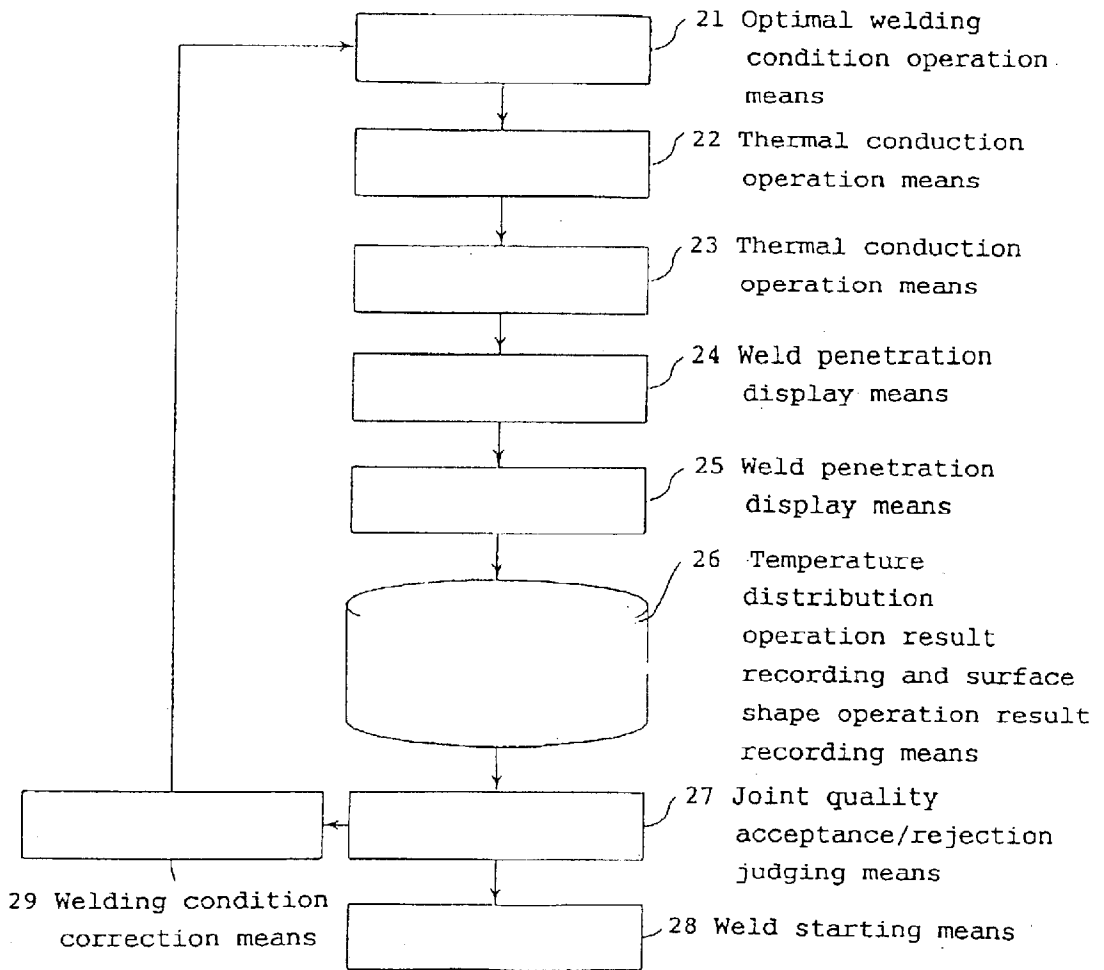 21 Optimal welding
condition operation
means
22 Thermal conduction
operation means
23 Thermal conduction
operation means
24 Weld penetration
display means
25 Weld penetration
display means
26 Temperature
distribution
operation result
recording and surface
shape operation result
recording means
27 Joint quality
acceptance/rejection
judging means
29 Welding condition
correction means
28 Weld starting means